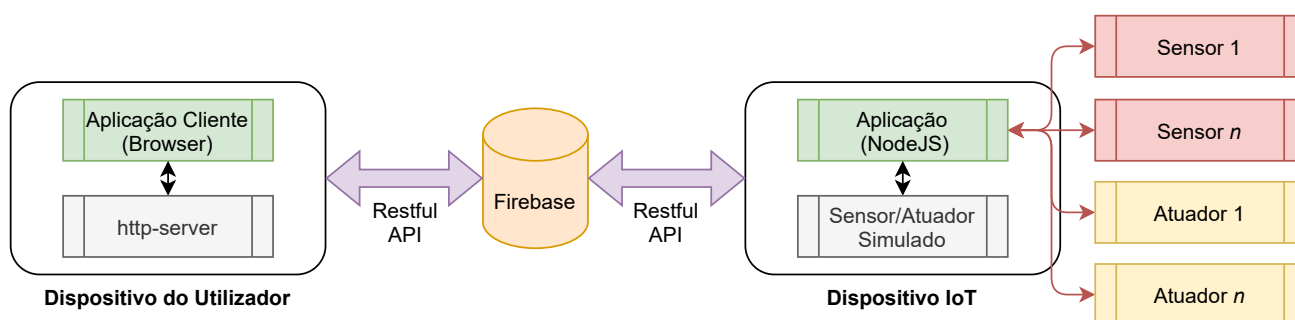 Aplicação Cliente
(Browser)
http-server
Dispositivo do Utilizador
Restful
API
Firebase
Restful
API
Aplicação
(NodeJS)
Sensor/Atuador
Simulado
Dispositivo IoT
Sensor 1
Sensor n
Atuador 1
Atuador n